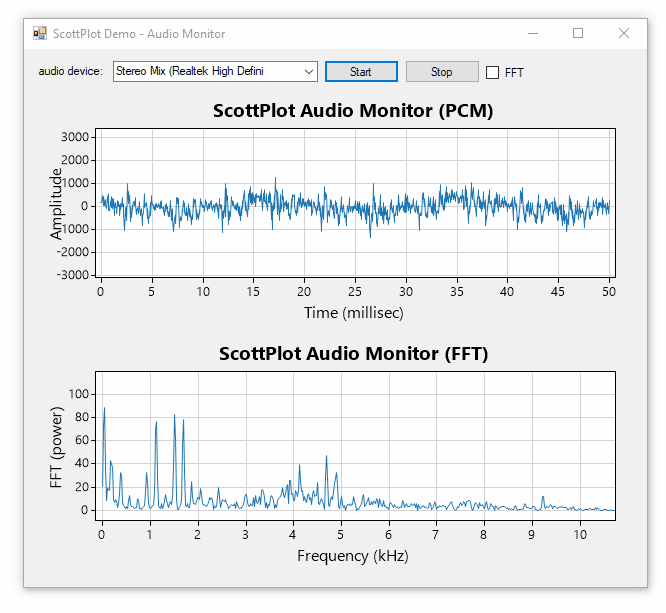 ScottPlot Demo - Audio Monitor
audio device: Stereo Mix (Realtek High Defini Start Stop FFT
ScottPlot Audio Monitor (PCM)
3000
2000
1000
0
-1000
-2000
-3000
Amplitude
0 5 10 15 20 25 30 35 40 45 50
Time (millisec)
ScottPlot Audio Monitor (FFT)
100
80
60
40
20
0
FFT (power)
0 1 2 3 4 5 6 7 8 9 10
Frequency (kHz)